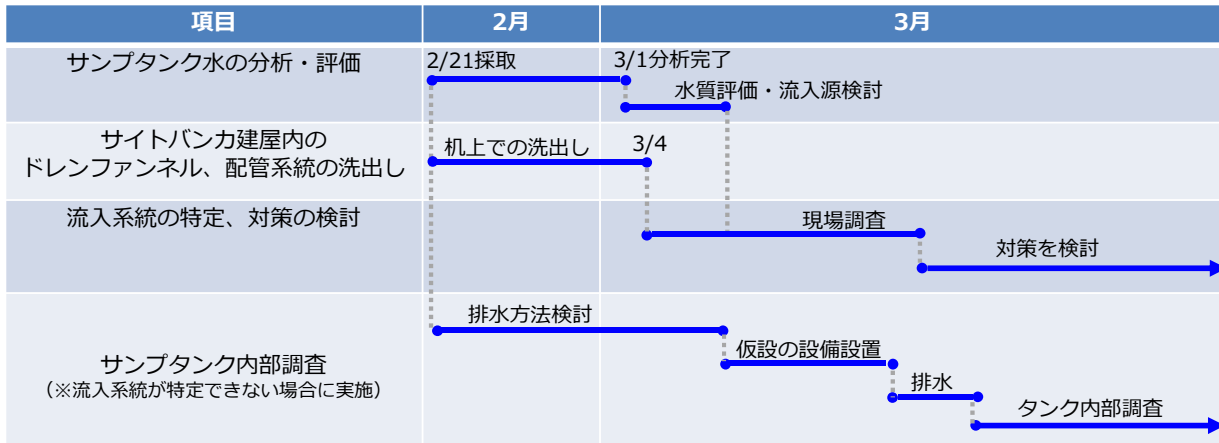 項目
2月
3月
サンプタンク水の分析・評価
2/21採取
3/1分析完了
水質評価・流入源検討
サイトバンカ建屋内の
ドレンファンネル、配管系統の洗出し
机上での洗出し
3/4
流入系統の特定、対策の検討
現場調査
対策を検討
サンプタンク内部調査
（※流入系統が特定できない場合に実施）
排水方法検討
仮設の設備設置
排水
タンク内部調査